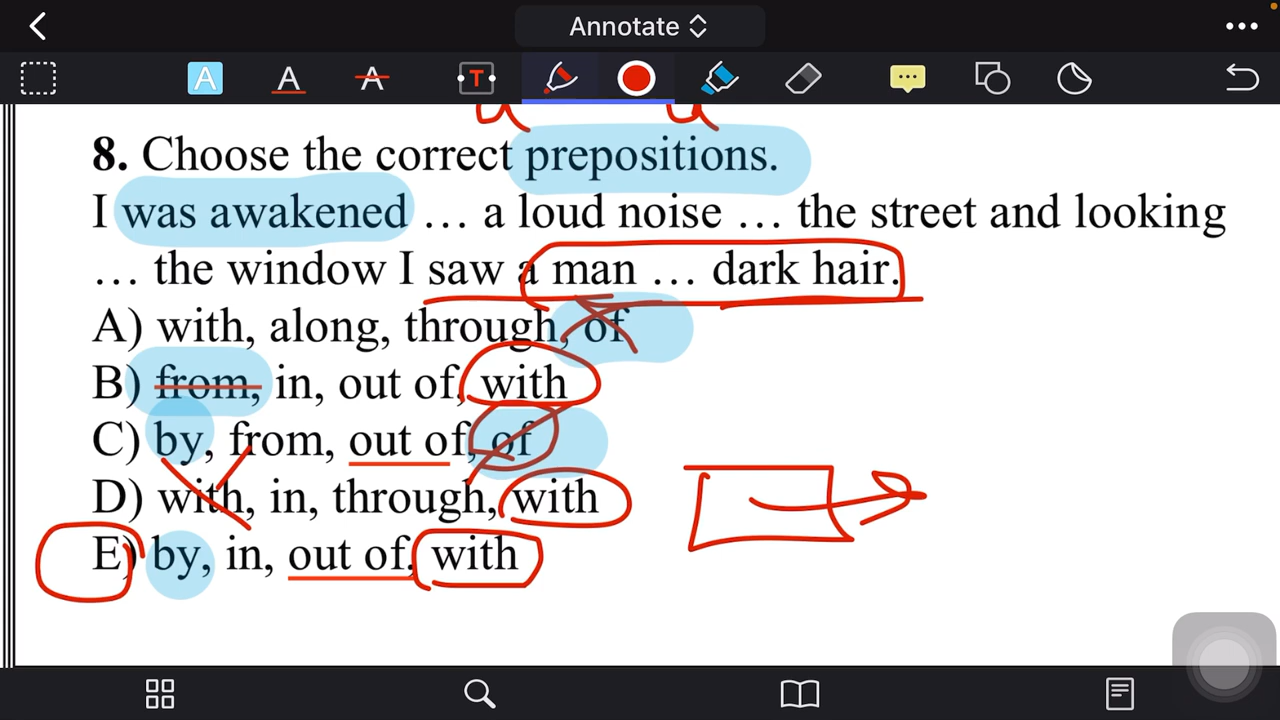 Annotate
A A A T
8. Choose the correct prepositions.
I was awakened … a loud noise … the street and looking
… the window I saw a man … dark hair.
A) with, along, through, of
B) from, in, out of, with
C) by, from, out of, of
D) with, in, through, with
E) by, in, out of, with